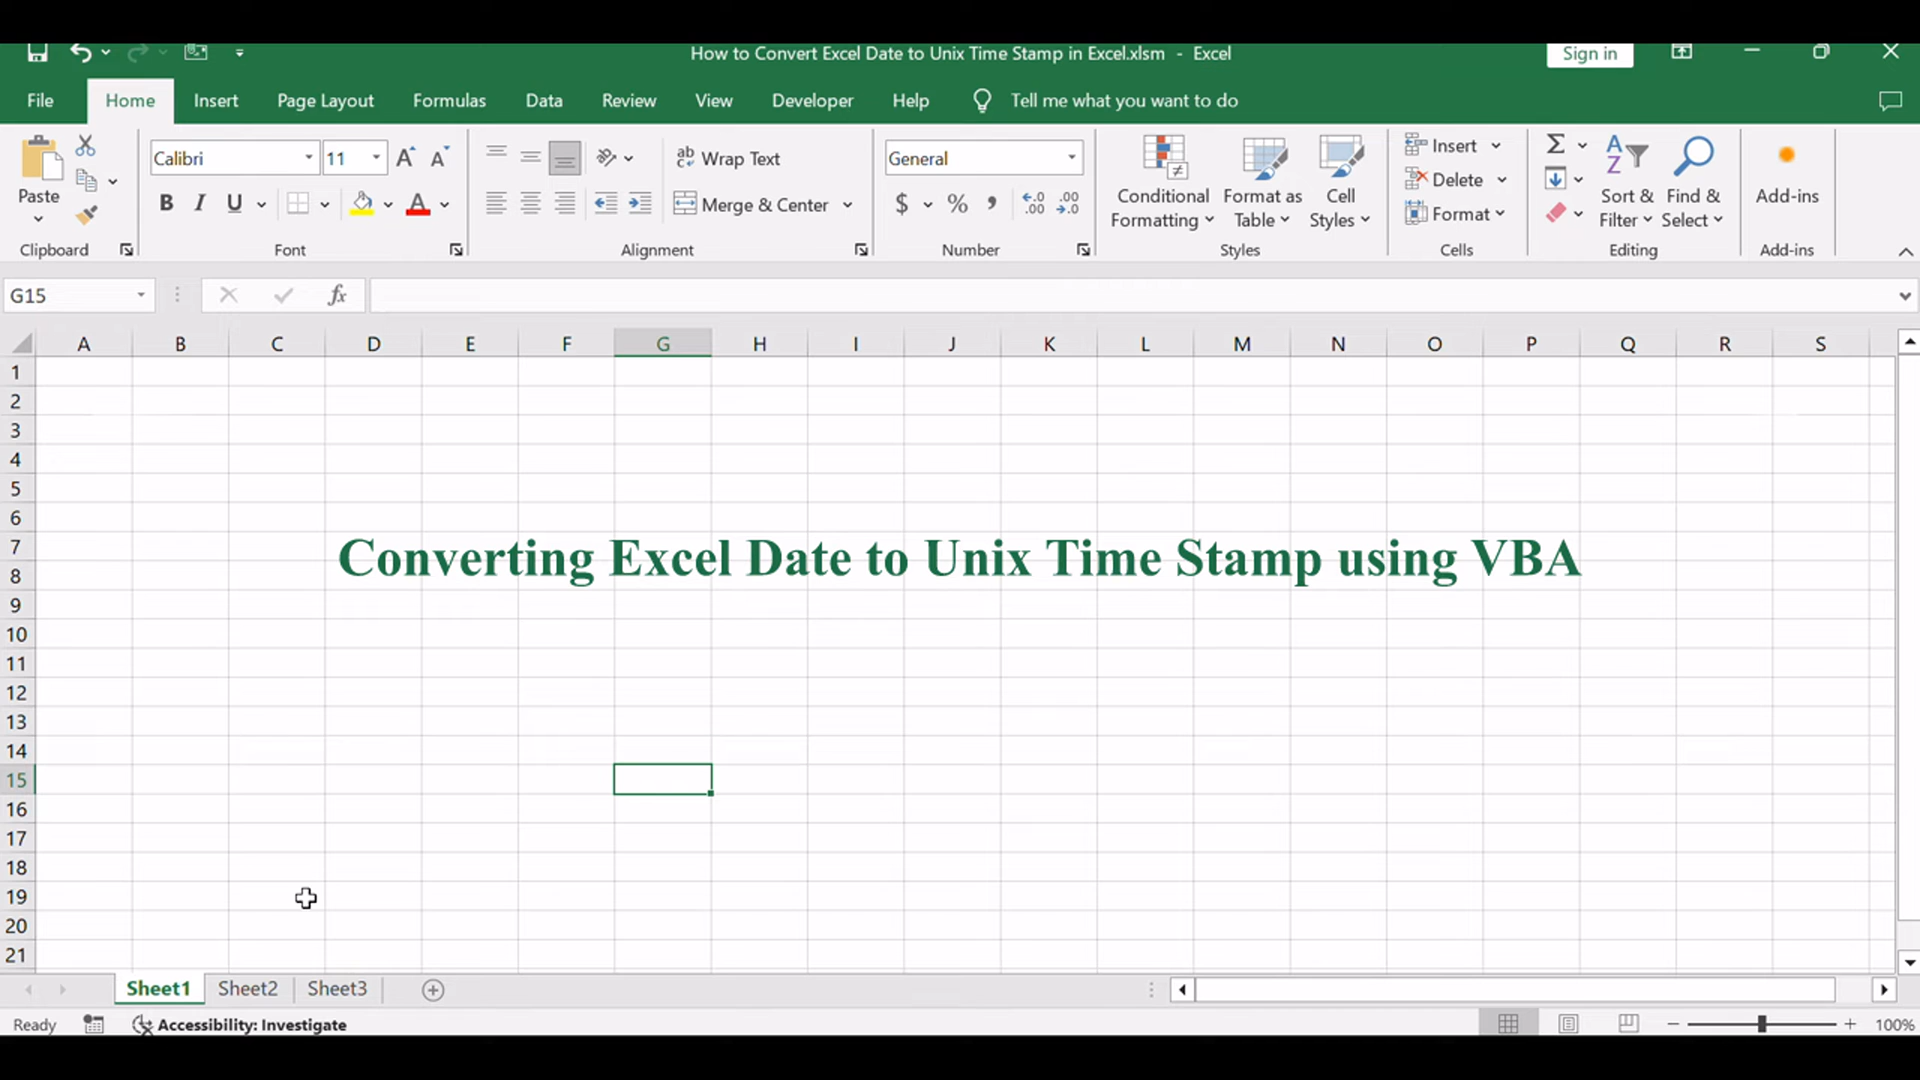 How to Convert Excel Date to Unix Time Stamp in Excel.xlsm - Excel
Sign in
File Home Insert Page Layout Formulas Data Review View Developer Help Tell me what you want to do
Paste
Clipboard
Calibri 11
B I U A
Font
Wrap Text
Merge & Center
Alignment
General
$ % ,
Number
Conditional Formatting
Format as Table
Cell Styles
Styles
Insert
Delete
Format
Cells
Sort & Filter
Find & Select
Editing
Add-ins
Add-ins
G15 fx
A B C D E F G H I J K L M N O P Q R S
1
2
3
4
5
6
7
Converting Excel Date to Unix Time Stamp using VBA
8
9
10
11
12
13
14
15
16
17
18
19
20
21
Sheet1 Sheet2 Sheet3
Ready Accessibility: Investigate 100%